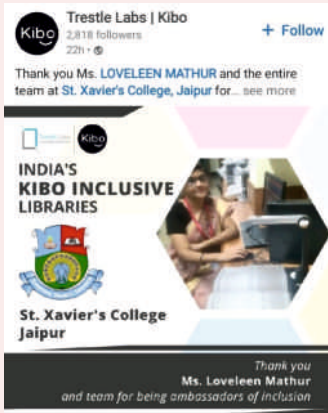 Trestle Labs | Kibo
2,818 followers
22h •
+ Follow
Thank you Ms. LOVELEEN MATHUR and the entire
team at St. Xavier's College, Jaipur for... see more
Kibo
Kibo
INDIA'S
KIBO INCLUSIVE
LIBRARIES
St. Xavier's College
Jaipur
Thank you
Ms. Loveleen Mathur
and team for being ambassadors of inclusion